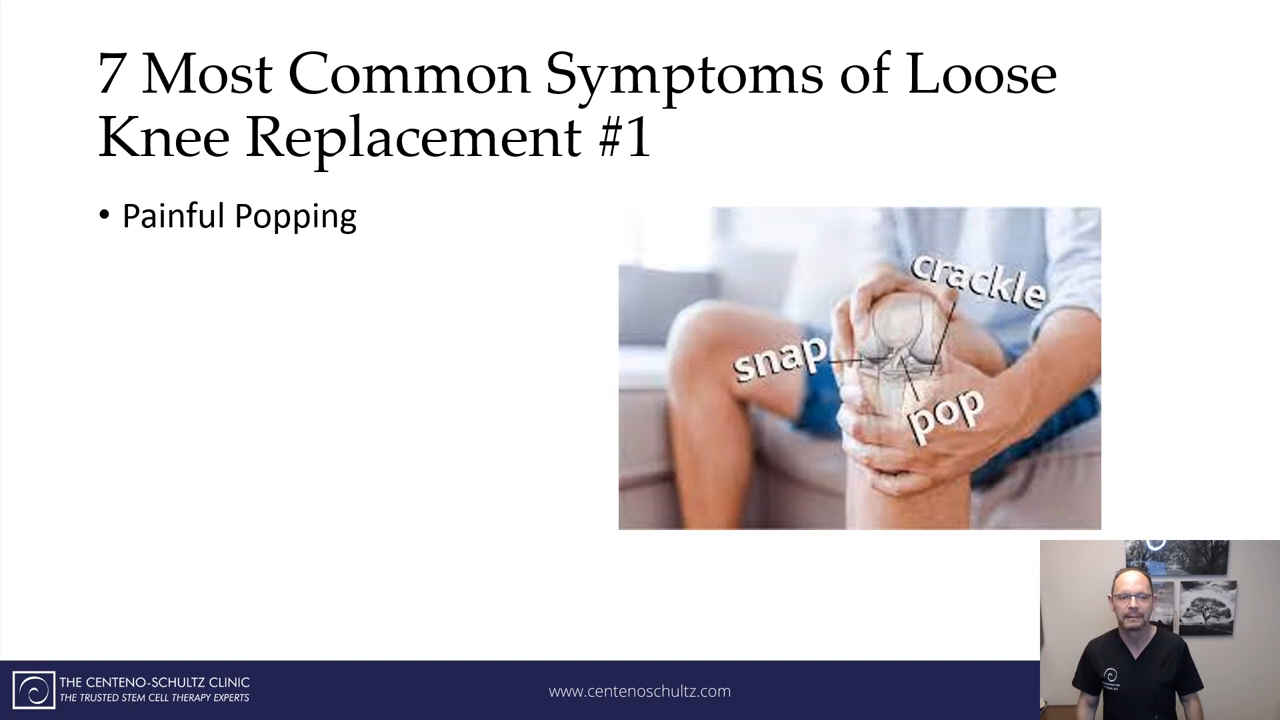 7 Most Common Symptoms of Loose
Knee Replacement #1
• Painful Popping
crackle
snap
pop
THE CENTENO-SCHULTZ CLINIC
THE TRUSTED STEM CELL THERAPY EXPERTS
www.centenoschultz.com